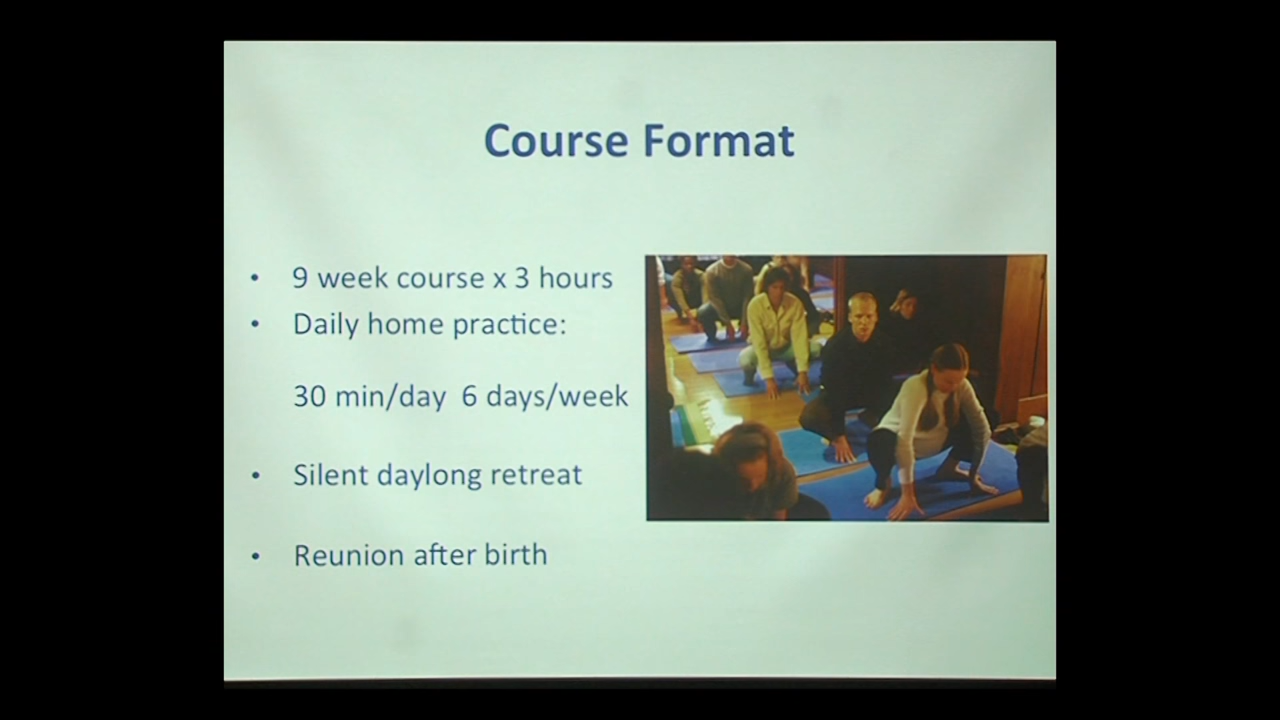 Course Format
• 9 week course x 3 hours
• Daily home practice:
30 min/day 6 days/week
• Silent daylong retreat
• Reunion after birth